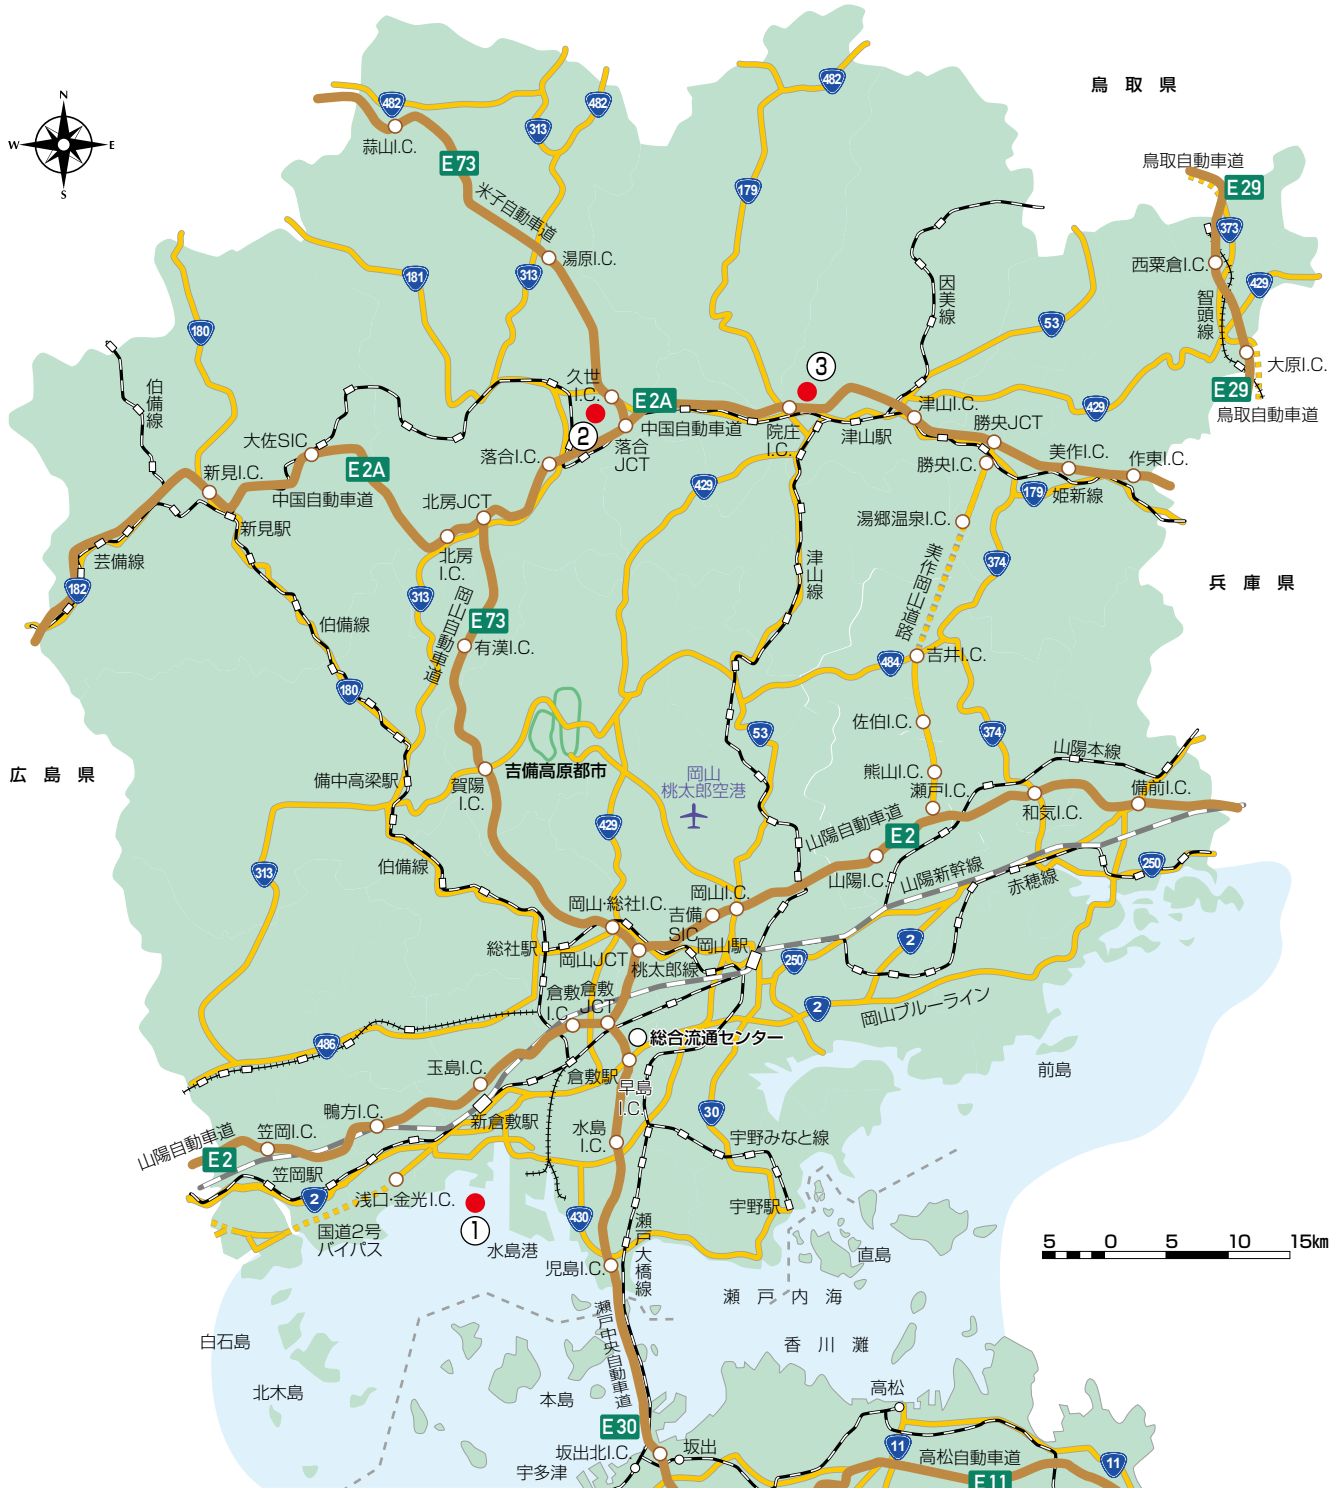 N
W
E
S
鳥取県
482
482
482
313
蒜山I.C.
E73
米子自動車道
179
鳥取自動車道
E29
373
湯原I.C.
313
181
西粟倉I.C.
429
因美線
智頭線
180
53
大原I.C.
久世
I.C.
③
E2A
E29
鳥取自動車道
伯備線
429
②
中国自動車道
院庄
I.C.
津山駅
津山I.C.
勝央JCT
大佐SIC
落合
JCT
落合I.C.
美作I.C.
作東I.C.
勝央I.C.
新見I.C.
E2A
429
179
姫新線
中国自動車道
北房JCT
湯郷温泉I.C.
新見駅
北房
I.C.
芸備線
津山線
美作岡山道路
374
兵庫県
182
313
岡山自動車道
E73
伯備線
有漢I.C.
吉井I.C.
484
180
佐伯I.C.
53
374
山陽本線
広島県
備中高梁駅
賀陽
I.C.
吉備高原都市
岡山
桃太郎空港
熊山I.C.
瀬戸I.C.
備前I.C.
和気I.C.
429
山陽自動車道
E2
伯備線
313
山陽I.C.
山陽新幹線
赤穂線
250
岡山I.C.
岡山・総社I.C.
吉備
SIC
岡山駅
総社駅
岡山JCT
桃太郎線
250
2
倉敷
I.C.
倉敷
JCT
2
岡山ブルーライン
486
総合流通センター
玉島I.C.
倉敷駅
早島
I.C.
前島
鴨方I.C.
新倉敷駅
30
笠岡I.C.
水島
I.C.
宇野みなと線
山陽自動車道
E2
笠岡駅
2
浅口・金光I.C.
宇野駅
①
430
瀬戸大橋線
国道2号
バイパス
水島港
直島
5 0 5 10 15km
児島I.C.
瀬戸内海
瀬戸中央自動車道
白石島
香川灘
北木島
本島
高松
E30
坂出北I.C.
坂出
11
高松自動車道
11
宇多津
E11